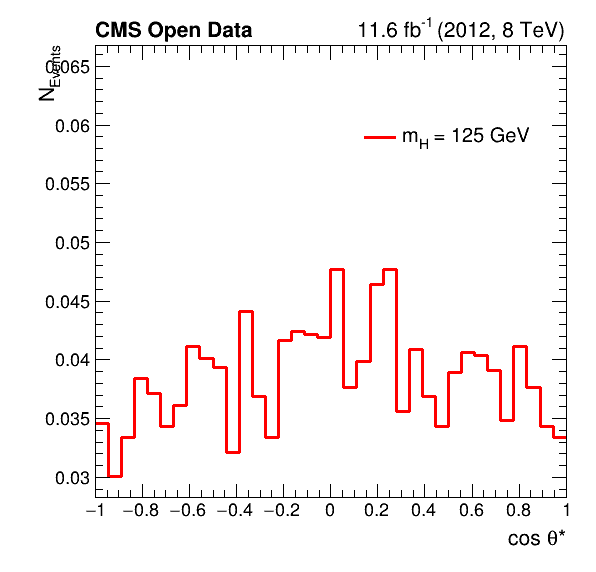 CMS Open Data 11.6 fb⁻¹ (2012, 8 TeV)
N_Events
0.065
0.06
m_H = 125 GeV
0.055
0.05
0.045
0.04
0.035
0.03
−1 −0.8 −0.6 −0.4 −0.2 0 0.2 0.4 0.6 0.8 1
cos θ*